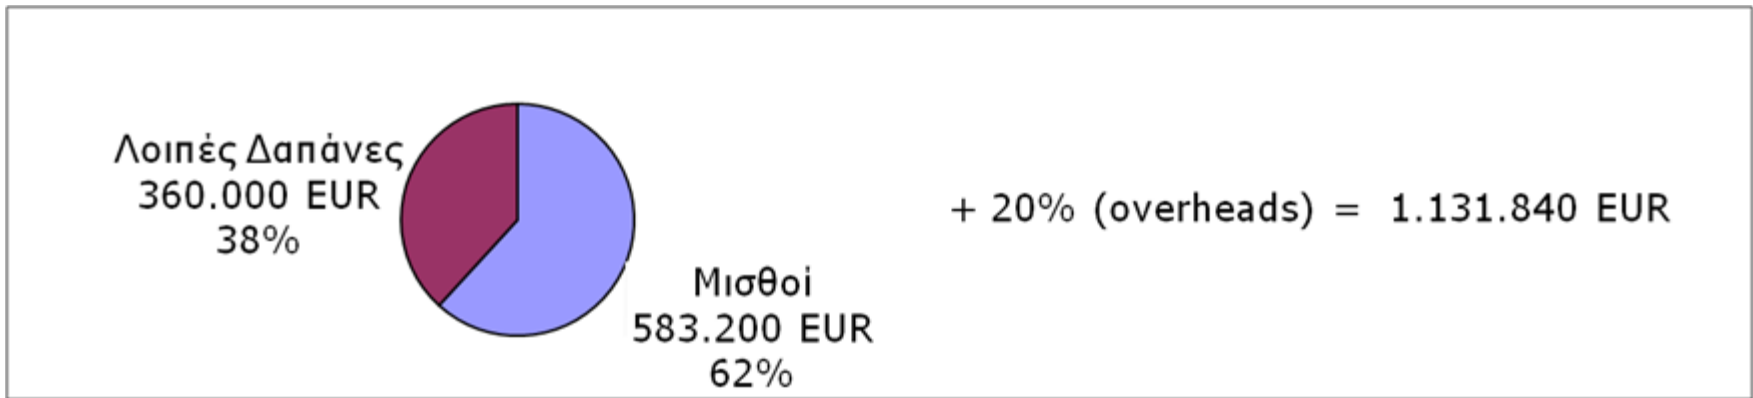 Λοιπές Δαπάνες
360.000 EUR
38%
+ 20% (overheads) = 1.131.840 EUR
Μισθοί
583.200 EUR
62%